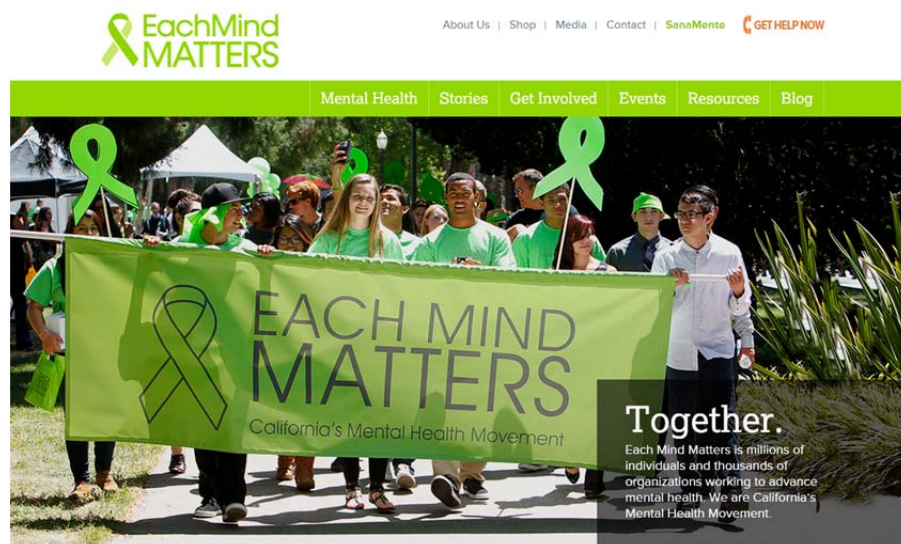 EachMind
MATTERS
About Us | Shop | Media | Contact | SanaMente GET HELP NOW
Mental Health Stories Get Involved Events Resources Blog
EACH MIND
MATTERS
California's Mental Health Movement
Together.
Each Mind Matters is millions of
individuals and thousands of
organizations working to advance
mental health. We are California's
Mental Health Movement.